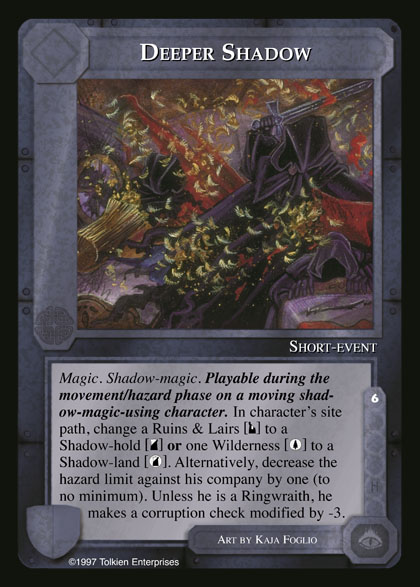 DEEPER SHADOW
SHORT-EVENT
Magic. Shadow-magic. Playable during the
movement/hazard phase on a moving shad-
ow-magic-using character. In character's site
path, change a Ruins & Lairs [] to a
Shadow-hold [] or one Wilderness [] to a
Shadow-land []. Alternatively, decrease the
hazard limit against his company by one (to
no minimum). Unless he is a Ringwraith, he
makes a corruption check modified by -3.
6
H
ART BY KAJA FOGLIO
©1997 Tolkien Enterprises